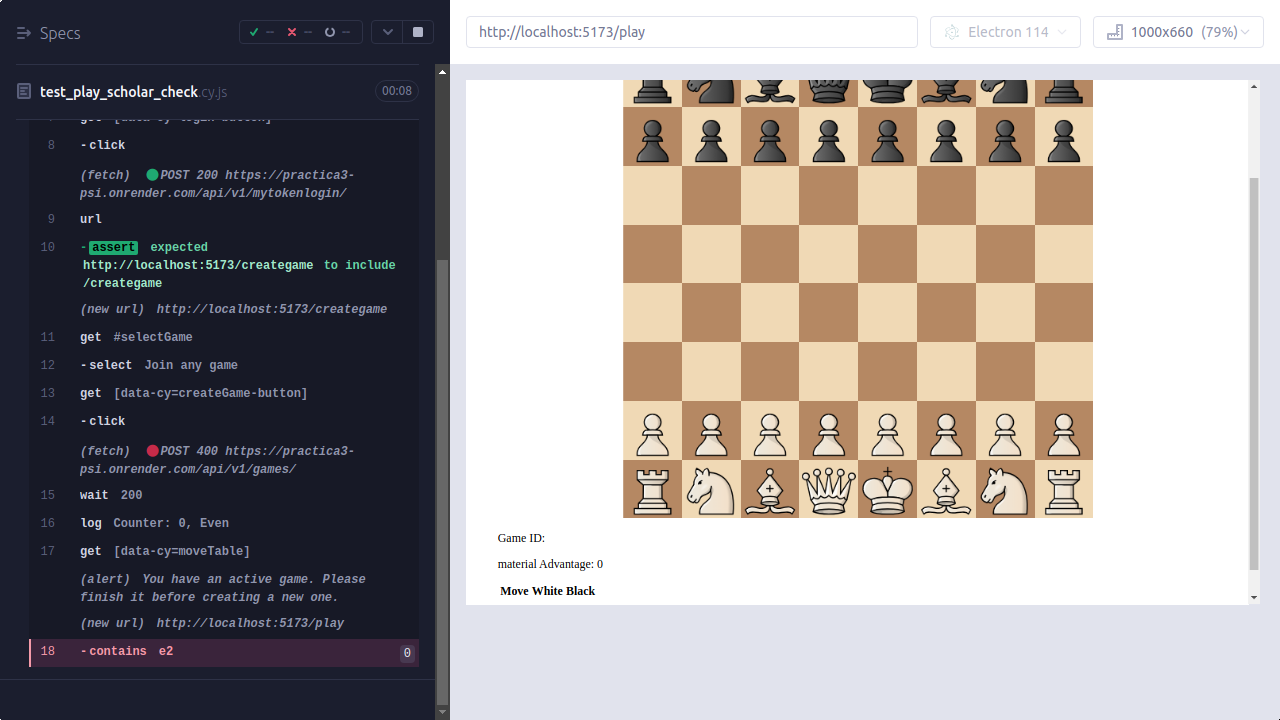 Specs
--
--
--
http://localhost:5173/play
Electron 114
1000x660 (79%)
test_play_scholar_check.cy.js
00:08
get [data-cy=login-button]
8 -click
(fetch) POST 200 https://practica3-
psi.onrender.com/api/v1/mytokenlogin/
9 url
10 -assert expected
http://localhost:5173/creategame to include
/creategame
(new url) http://localhost:5173/creategame
11 get #selectGame
12 -select Join any game
13 get [data-cy=createGame-button]
14 -click
(fetch) POST 400 https://practica3-
psi.onrender.com/api/v1/games/
15 wait 200
16 log Counter: 0, Even
17 get [data-cy=moveTable]
(alert) You have an active game. Please
finish it before creating a new one.
(new url) http://localhost:5173/play
18 -contains e2 0
Game ID:
material Advantage: 0
Move White Black